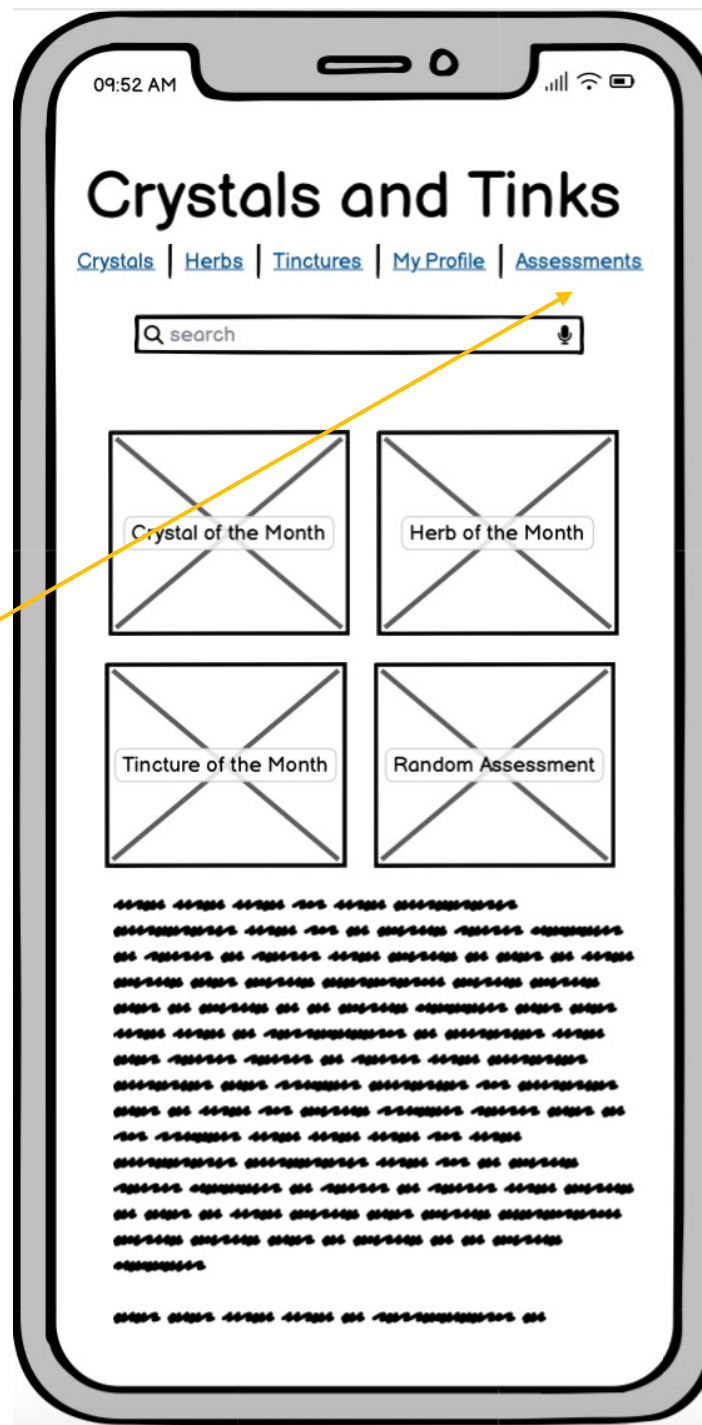 09:52 AM
Crystals and Tinks
Crystals | Herbs | Tinctures | My Profile | Assessments
search
Crystal of the Month
Herb of the Month
Tincture of the Month
Random Assessment